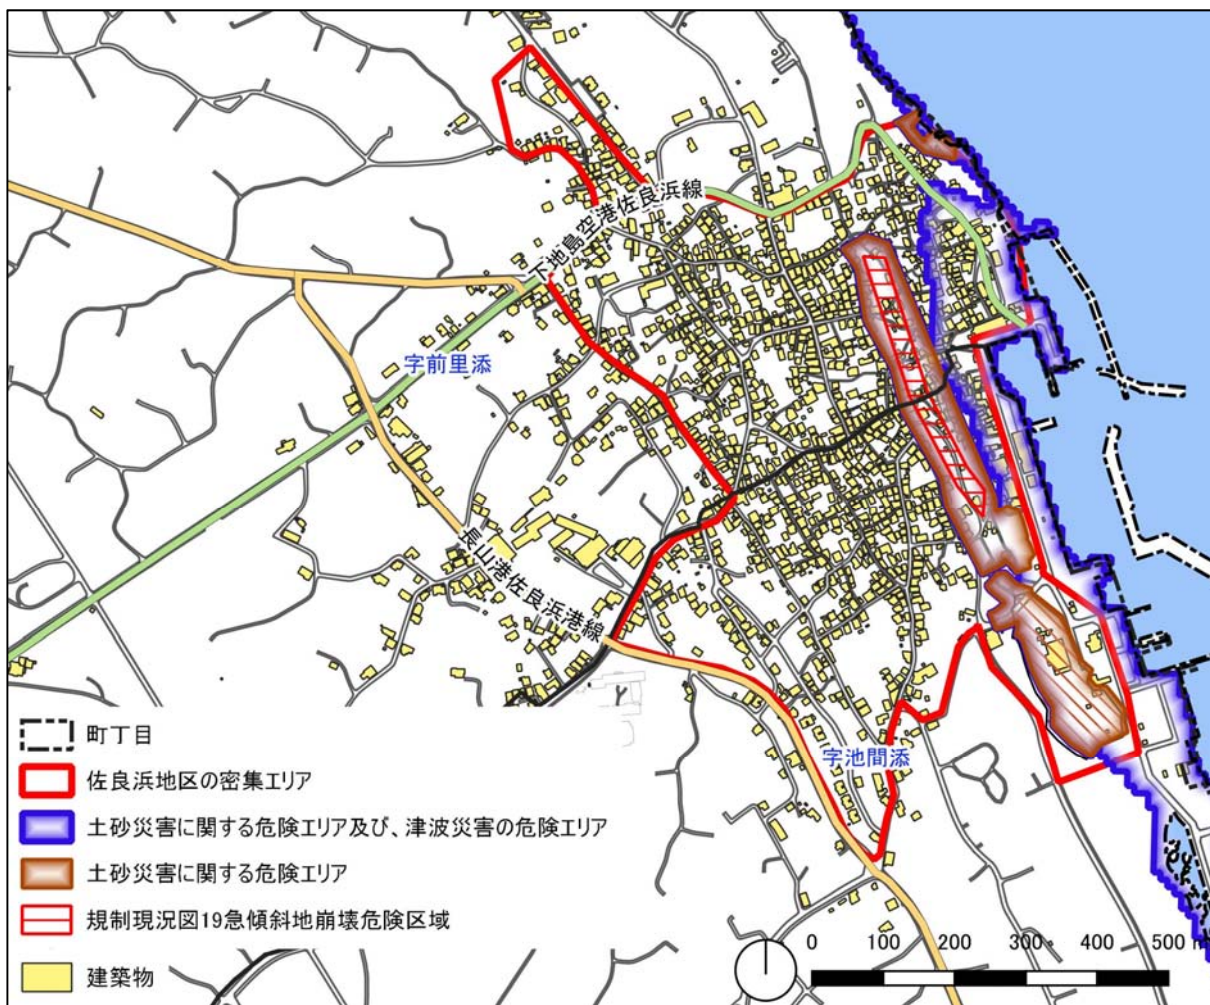 下地島空港佐良浜線
字前里添
長山港佐良浜港線
字池間添
町丁目
佐良浜地区の密集エリア
土砂災害に関する危険エリア及び、津波災害の危険エリア
土砂災害に関する危険エリア
規制現況図19急傾斜地崩壊危険区域
建築物
0 100 200 300 400 500 m